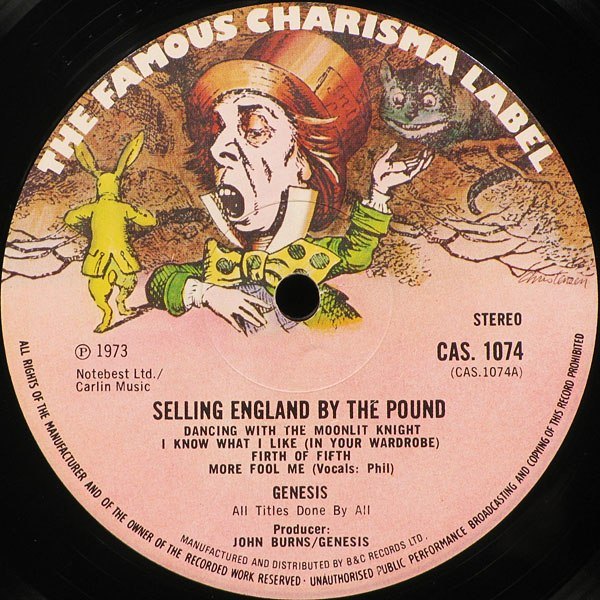 THE FAMOUS CHARISMA LABEL
Christensen
STEREO
CAS. 1074
(CAS.1074A)
Ⓟ 1973
Notebest Ltd./
Carlin Music
SELLING ENGLAND BY THE POUND
DANCING WITH THE MOONLIT KNIGHT
I KNOW WHAT I LIKE (IN YOUR WARDROBE)
FIRTH OF FIFTH
MORE FOOL ME (Vocals: Phil)
GENESIS
All Titles Done By All
Producer:
JOHN BURNS/GENESIS
MANUFACTURED AND DISTRIBUTED BY B&C RECORDS LTD.
ALL RIGHTS OF THE MANUFACTURER AND OF THE OWNER OF THE RECORDED WORK RESERVED · UNAUTHORISED PUBLIC PERFORMANCE BROADCASTING AND COPYING OF THIS RECORD PROHIBITED